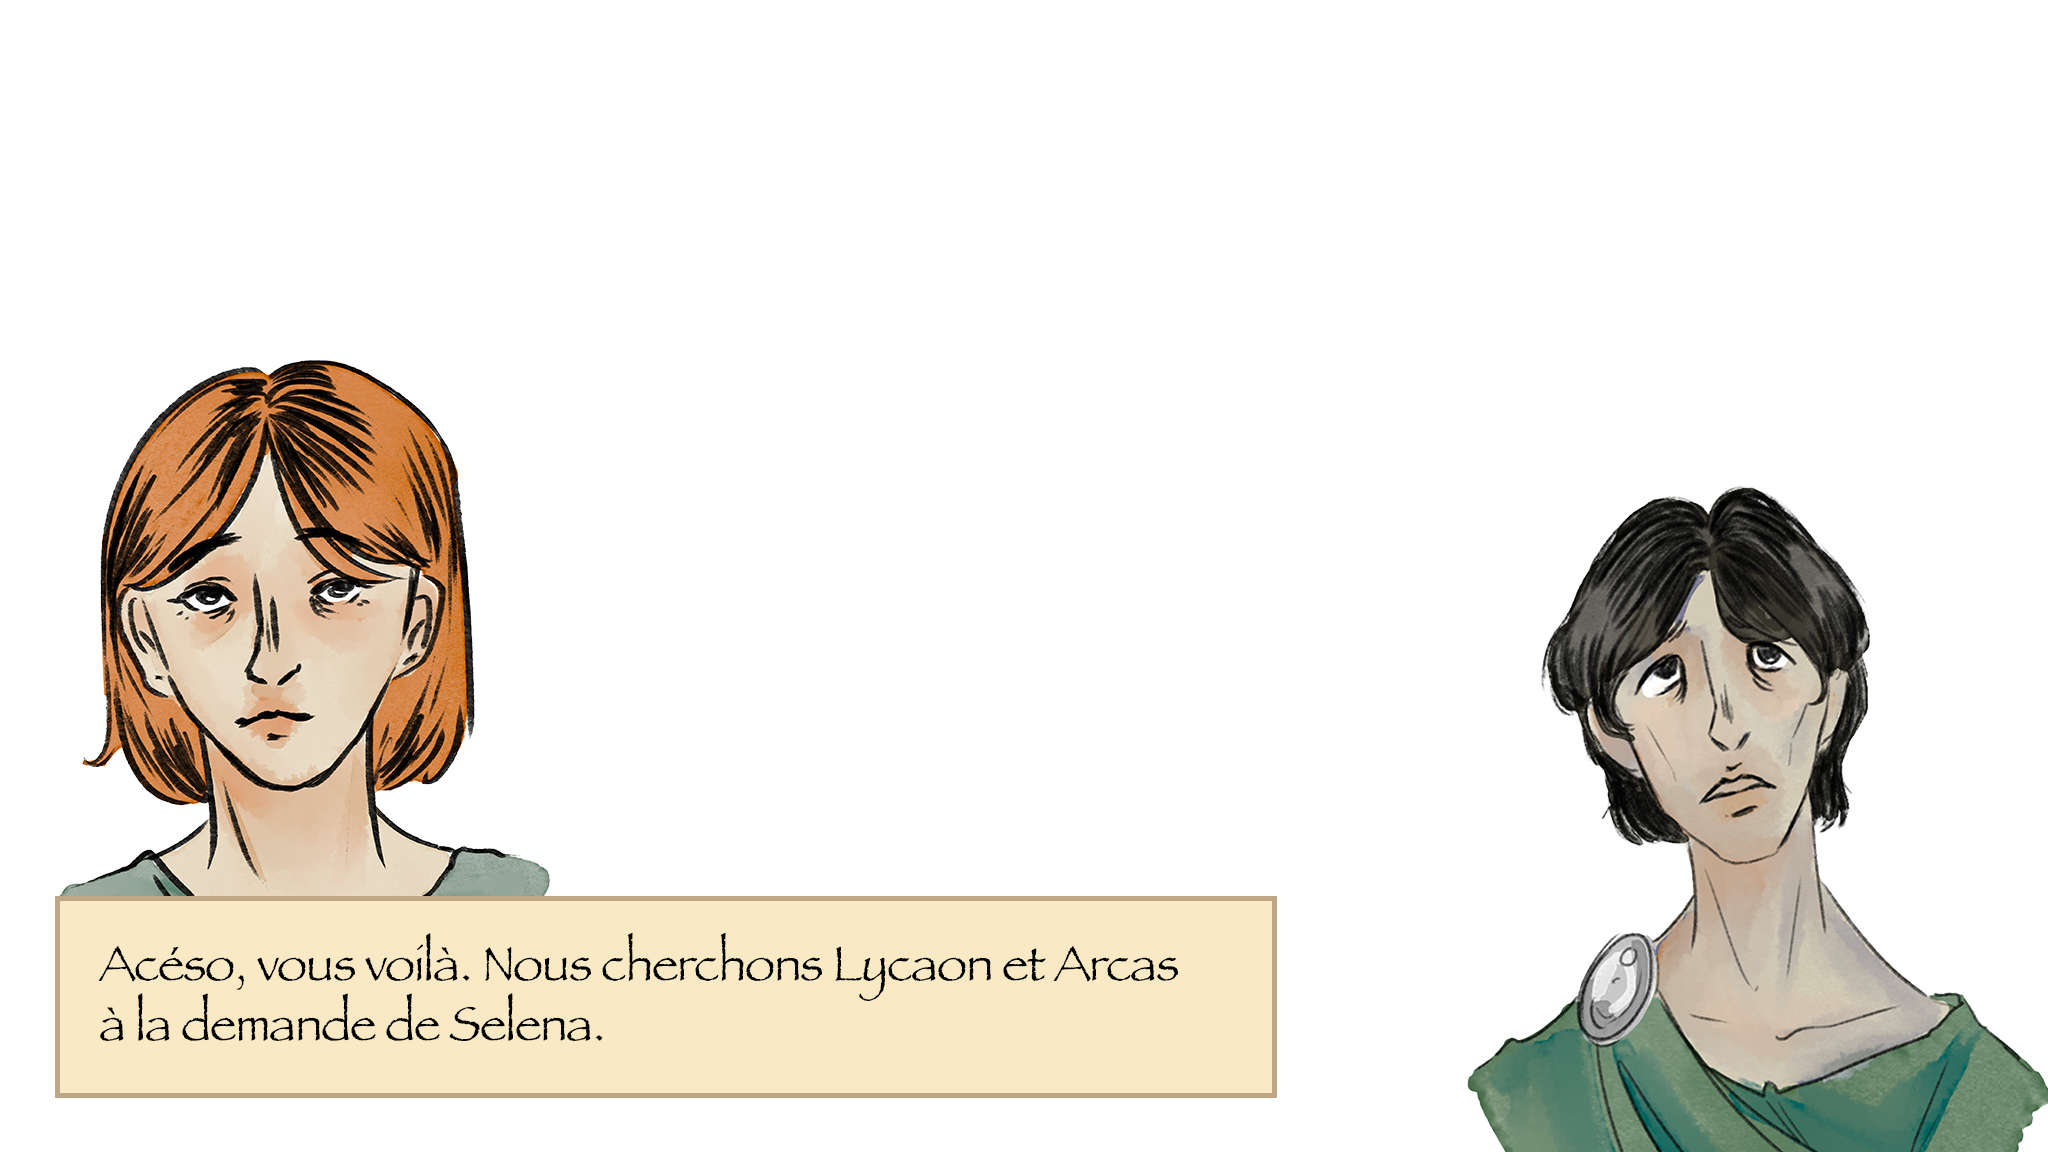 Acéso, vous voilà. Nous cherchons Lycaon et Arcas
à la demande de Selena.